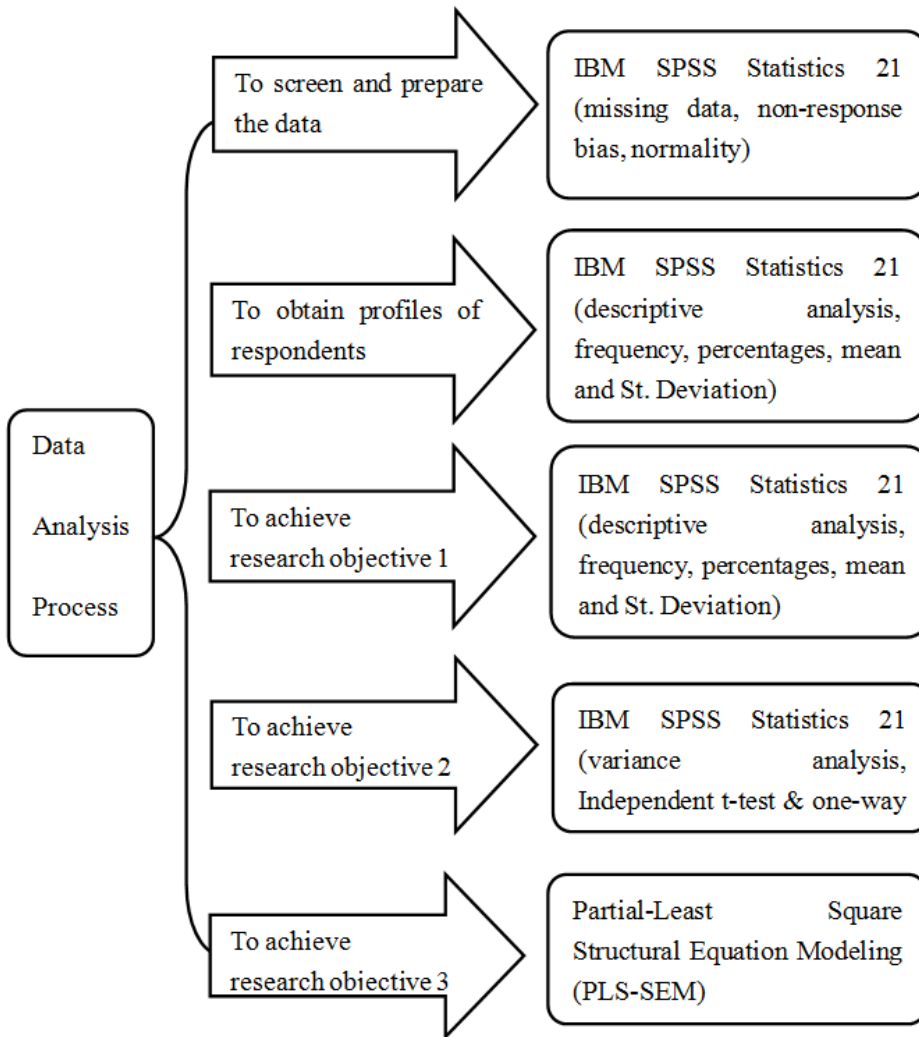 Data
Analysis
Process
To screen and prepare
the data
IBM SPSS Statistics 21
(missing data, non-response
bias, normality)
To obtain profiles of
respondents
IBM SPSS Statistics 21
(descriptive analysis,
frequency, percentages, mean
and St. Deviation)
To achieve
research objective 1
IBM SPSS Statistics 21
(descriptive analysis,
frequency, percentages, mean
and St. Deviation)
To achieve
research objective 2
IBM SPSS Statistics 21
(variance analysis,
Independent t-test & one-way
To achieve
research objective 3
Partial-Least Square
Structural Equation Modeling
(PLS-SEM)